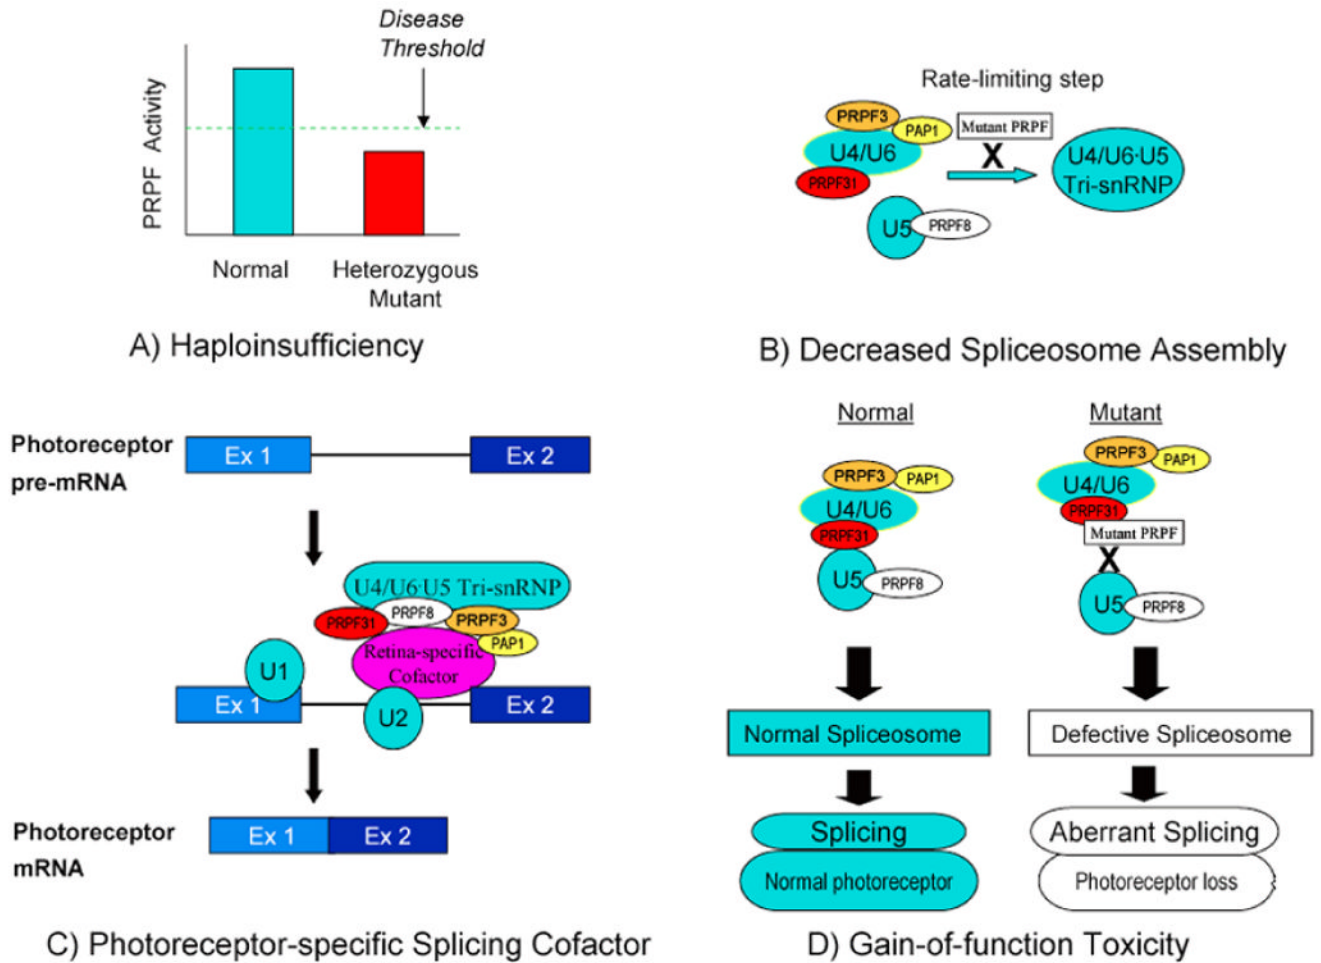 Disease
Threshold
PRPF Activity
Normal
Heterozygous
Mutant
A) Haploinsufficiency
Rate-limiting step
PRPF3
PAP1
Mutant PRPF
U4/U6
X
U4/U6·U5
Tri-snRNP
PRPF31
U5
PRPF8
B) Decreased Spliceosome Assembly
Photoreceptor
pre-mRNA
Ex 1
Ex 2
U4/U6·U5 Tri-snRNP
PRPF31
PRPF8
PRPF3
PAP1
Retina-specific
Cofactor
U1
Ex 1
U2
Ex 2
Photoreceptor
mRNA
Ex 1
Ex 2
C) Photoreceptor-specific Splicing Cofactor
Normal
PRPF3
PAP1
U4/U6
PRPF31
U5
PRPF8
Normal Spliceosome
Splicing
Normal photoreceptor
Mutant
PRPF3
PAP1
U4/U6
PRPF31
Mutant PRPF
X
U5
PRPF8
Defective Spliceosome
Aberrant Splicing
Photoreceptor loss
D) Gain-of-function Toxicity